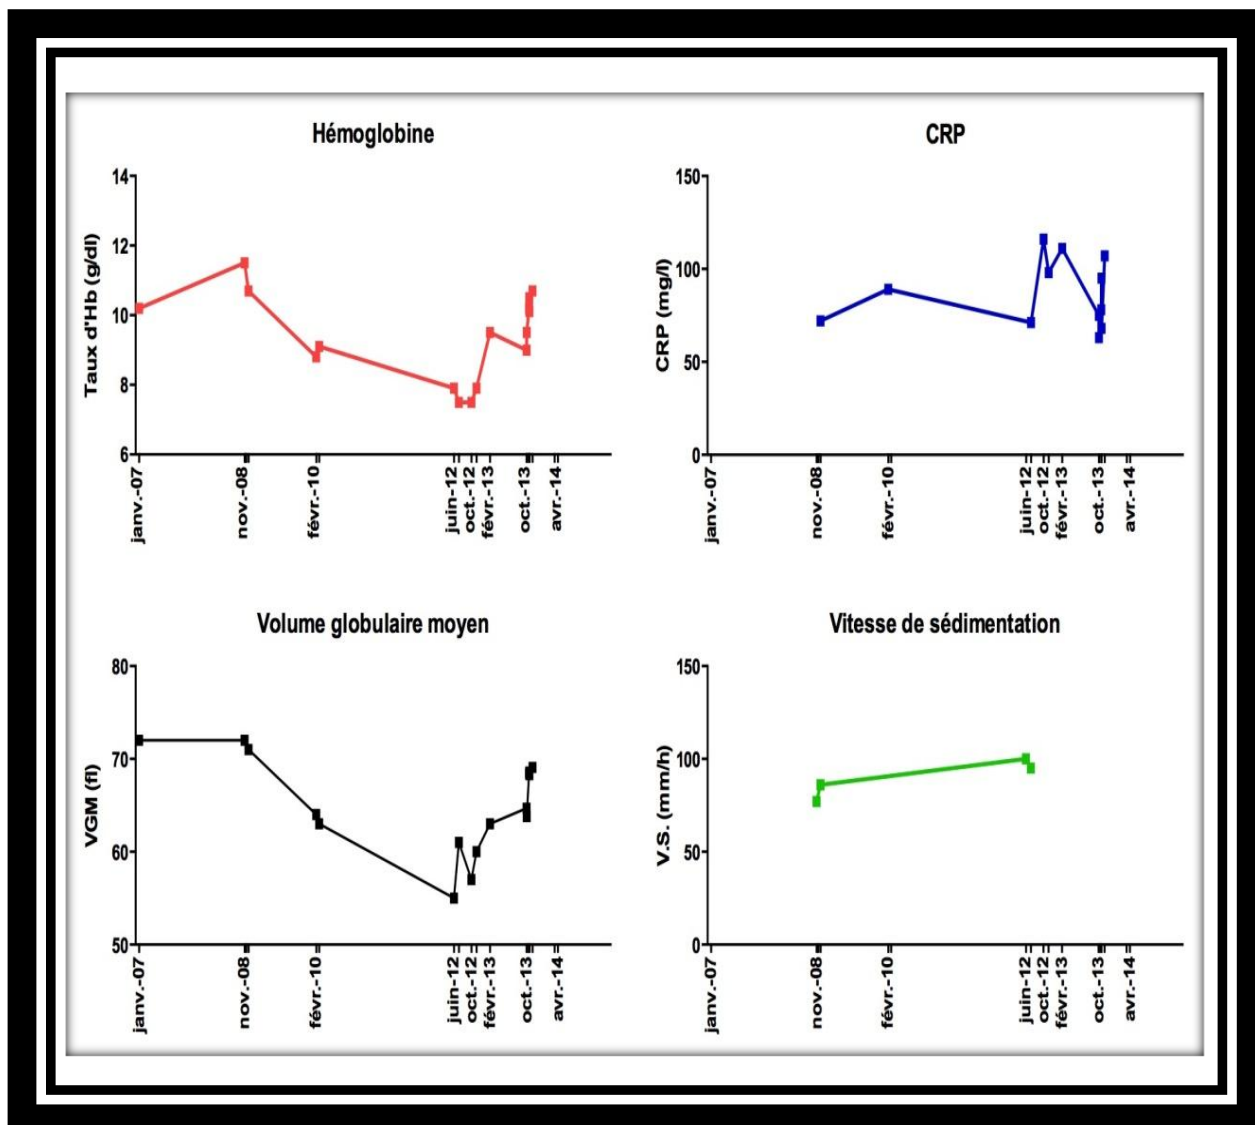 Hémoglobine
Taux d'Hb (g/dl)
14
12
10
8
6
janv.-07
nov.-08
févr.-10
juin-12
oct.-12
févr.-13
oct.-13
avr.-14
CRP
CRP (mg/l)
150
100
50
0
janv.-07
nov.-08
févr.-10
juin-12
oct.-12
févr.-13
oct.-13
avr.-14
Volume globulaire moyen
VGM (fl)
80
70
60
50
janv.-07
nov.-08
févr.-10
juin-12
oct.-12
févr.-13
oct.-13
avr.-14
Vitesse de sédimentation
V.S. (mm/h)
150
100
50
0
janv.-07
nov.-08
févr.-10
juin-12
oct.-12
févr.-13
oct.-13
avr.-14